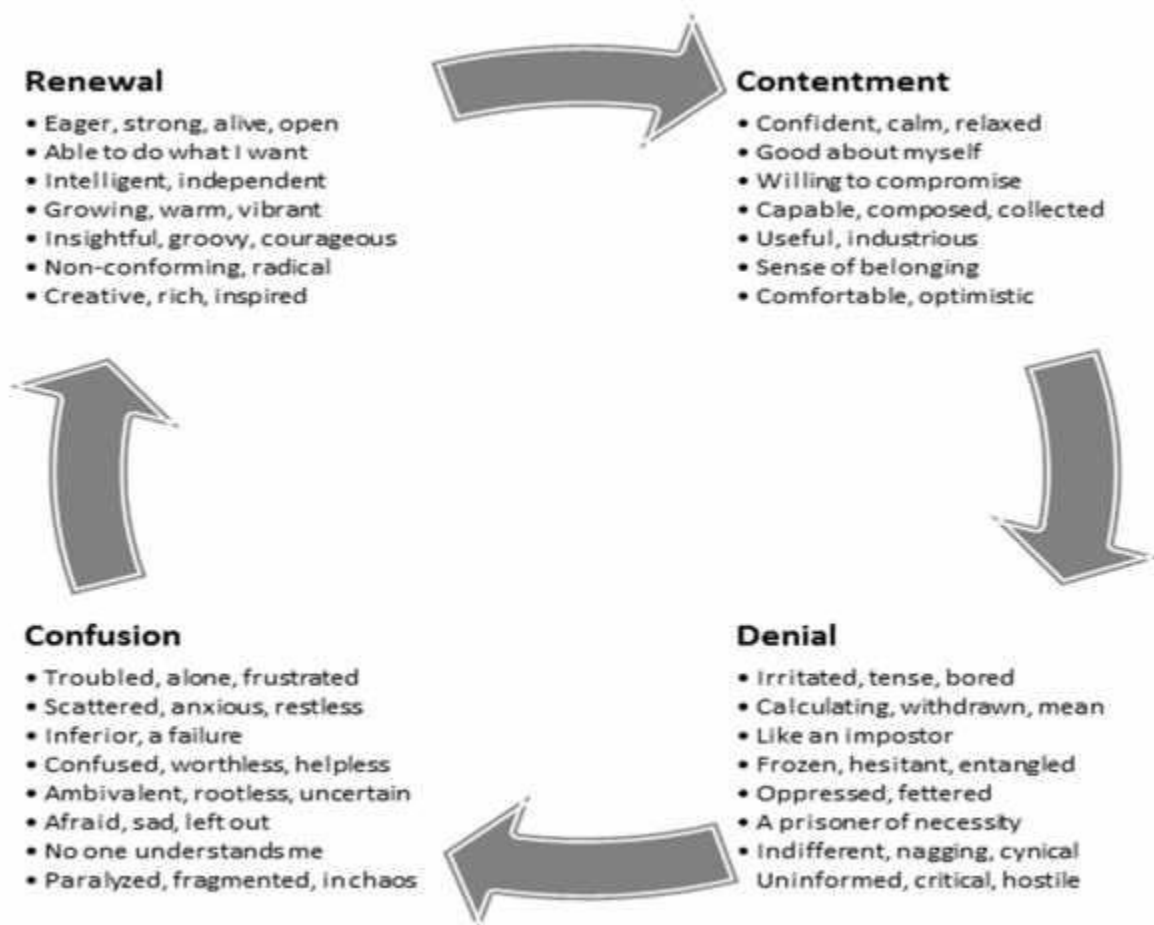 Renewal
• Eager, strong, alive, open
• Able to do what I want
• Intelligent, independent
• Growing, warm, vibrant
• Insightful, groovy, courageous
• Non-conforming, radical
• Creative, rich, inspired
Contentment
• Confident, calm, relaxed
• Good about myself
• Willing to compromise
• Capable, composed, collected
• Useful, industrious
• Sense of belonging
• Comfortable, optimistic
Denial
• Irritated, tense, bored
• Calculating, withdrawn, mean
• Like an impostor
• Frozen, hesitant, entangled
• Oppressed, fettered
• A prisoner of necessity
• Indifferent, nagging, cynical
Uninformed, critical, hostile
Confusion
• Troubled, alone, frustrated
• Scattered, anxious, restless
• Inferior, a failure
• Confused, worthless, helpless
• Ambivalent, rootless, uncertain
• Afraid, sad, left out
• No one understands me
• Paralyzed, fragmented, in chaos